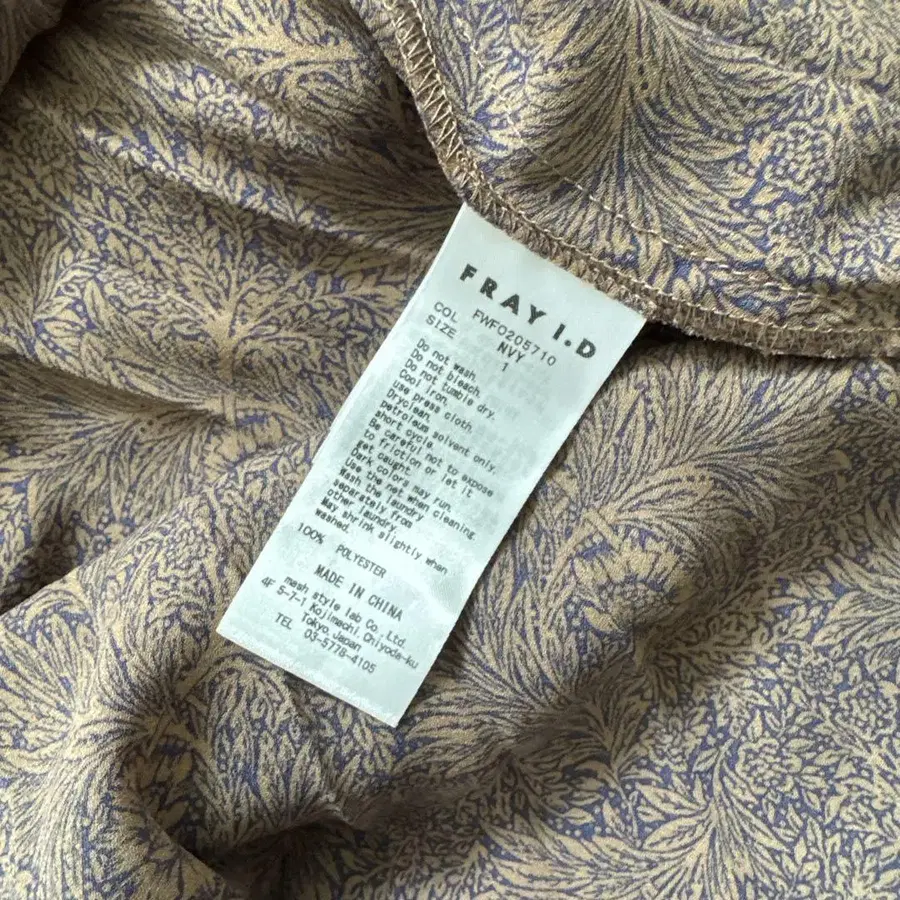 FRAY I.D
FWFO205710
COL NVY
SIZE 1
Do not wash.
Do not bleach.
Do not tumble dry.
Cool iron.
use press cloth.
Dryclean.
petroleum solvent only.
short cycle.
Be careful not to expose
to friction or let it
get caught.
Dark colors may run.
Use the net when cleaning.
Wash the laundry
separately from
other laundry.
May shrink slightly when
washed.
100% POLYESTER
MADE IN CHINA
mash style lab Co., Ltd.
4F 5-7-1 Kojimachi, Chiyoda-ku
Tokyo, Japan
TEL 03-5778-4105